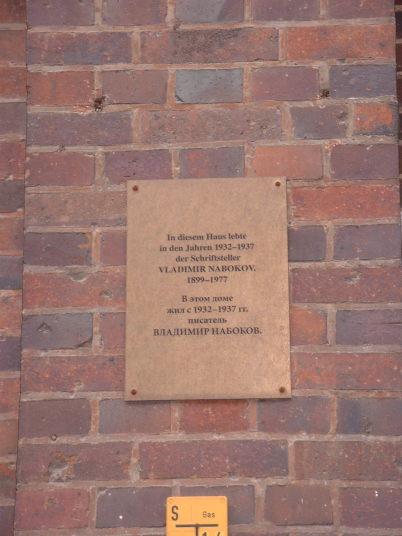 In diesem Haus lebte
in den Jahren 1932–1937
der Schriftsteller
VLADIMIR NABOKOV.
1899–1977
В этом доме
жил с 1932–1937 гг.
писатель
ВЛАДИМИР НАБОКОВ.
S Gas